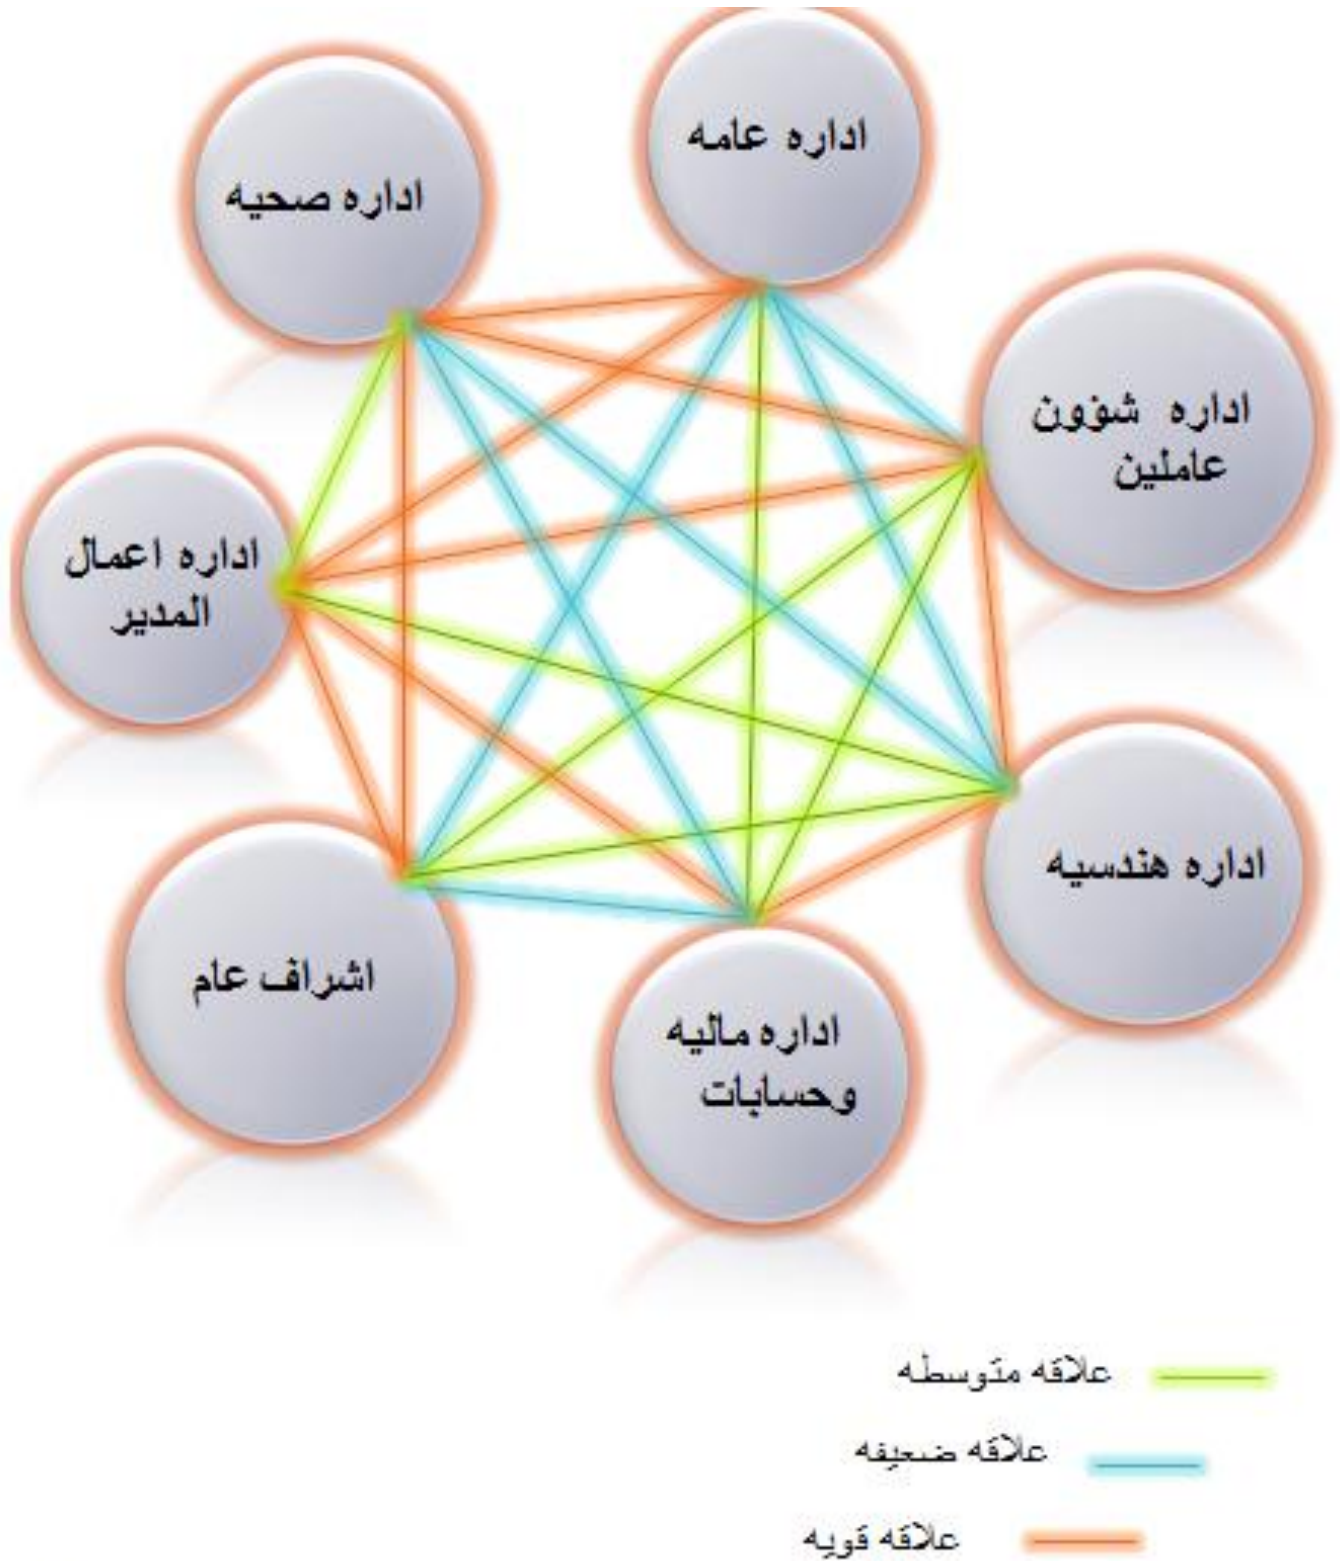 اداره عامه
اداره صحيه
اداره شؤون
عاملين
اداره اعمال
المدير
اداره هندسيه
اشراف عام
اداره ماليه
وحسابات
علاقه متوسطه
علاقه ضعيفه
علاقه قويه